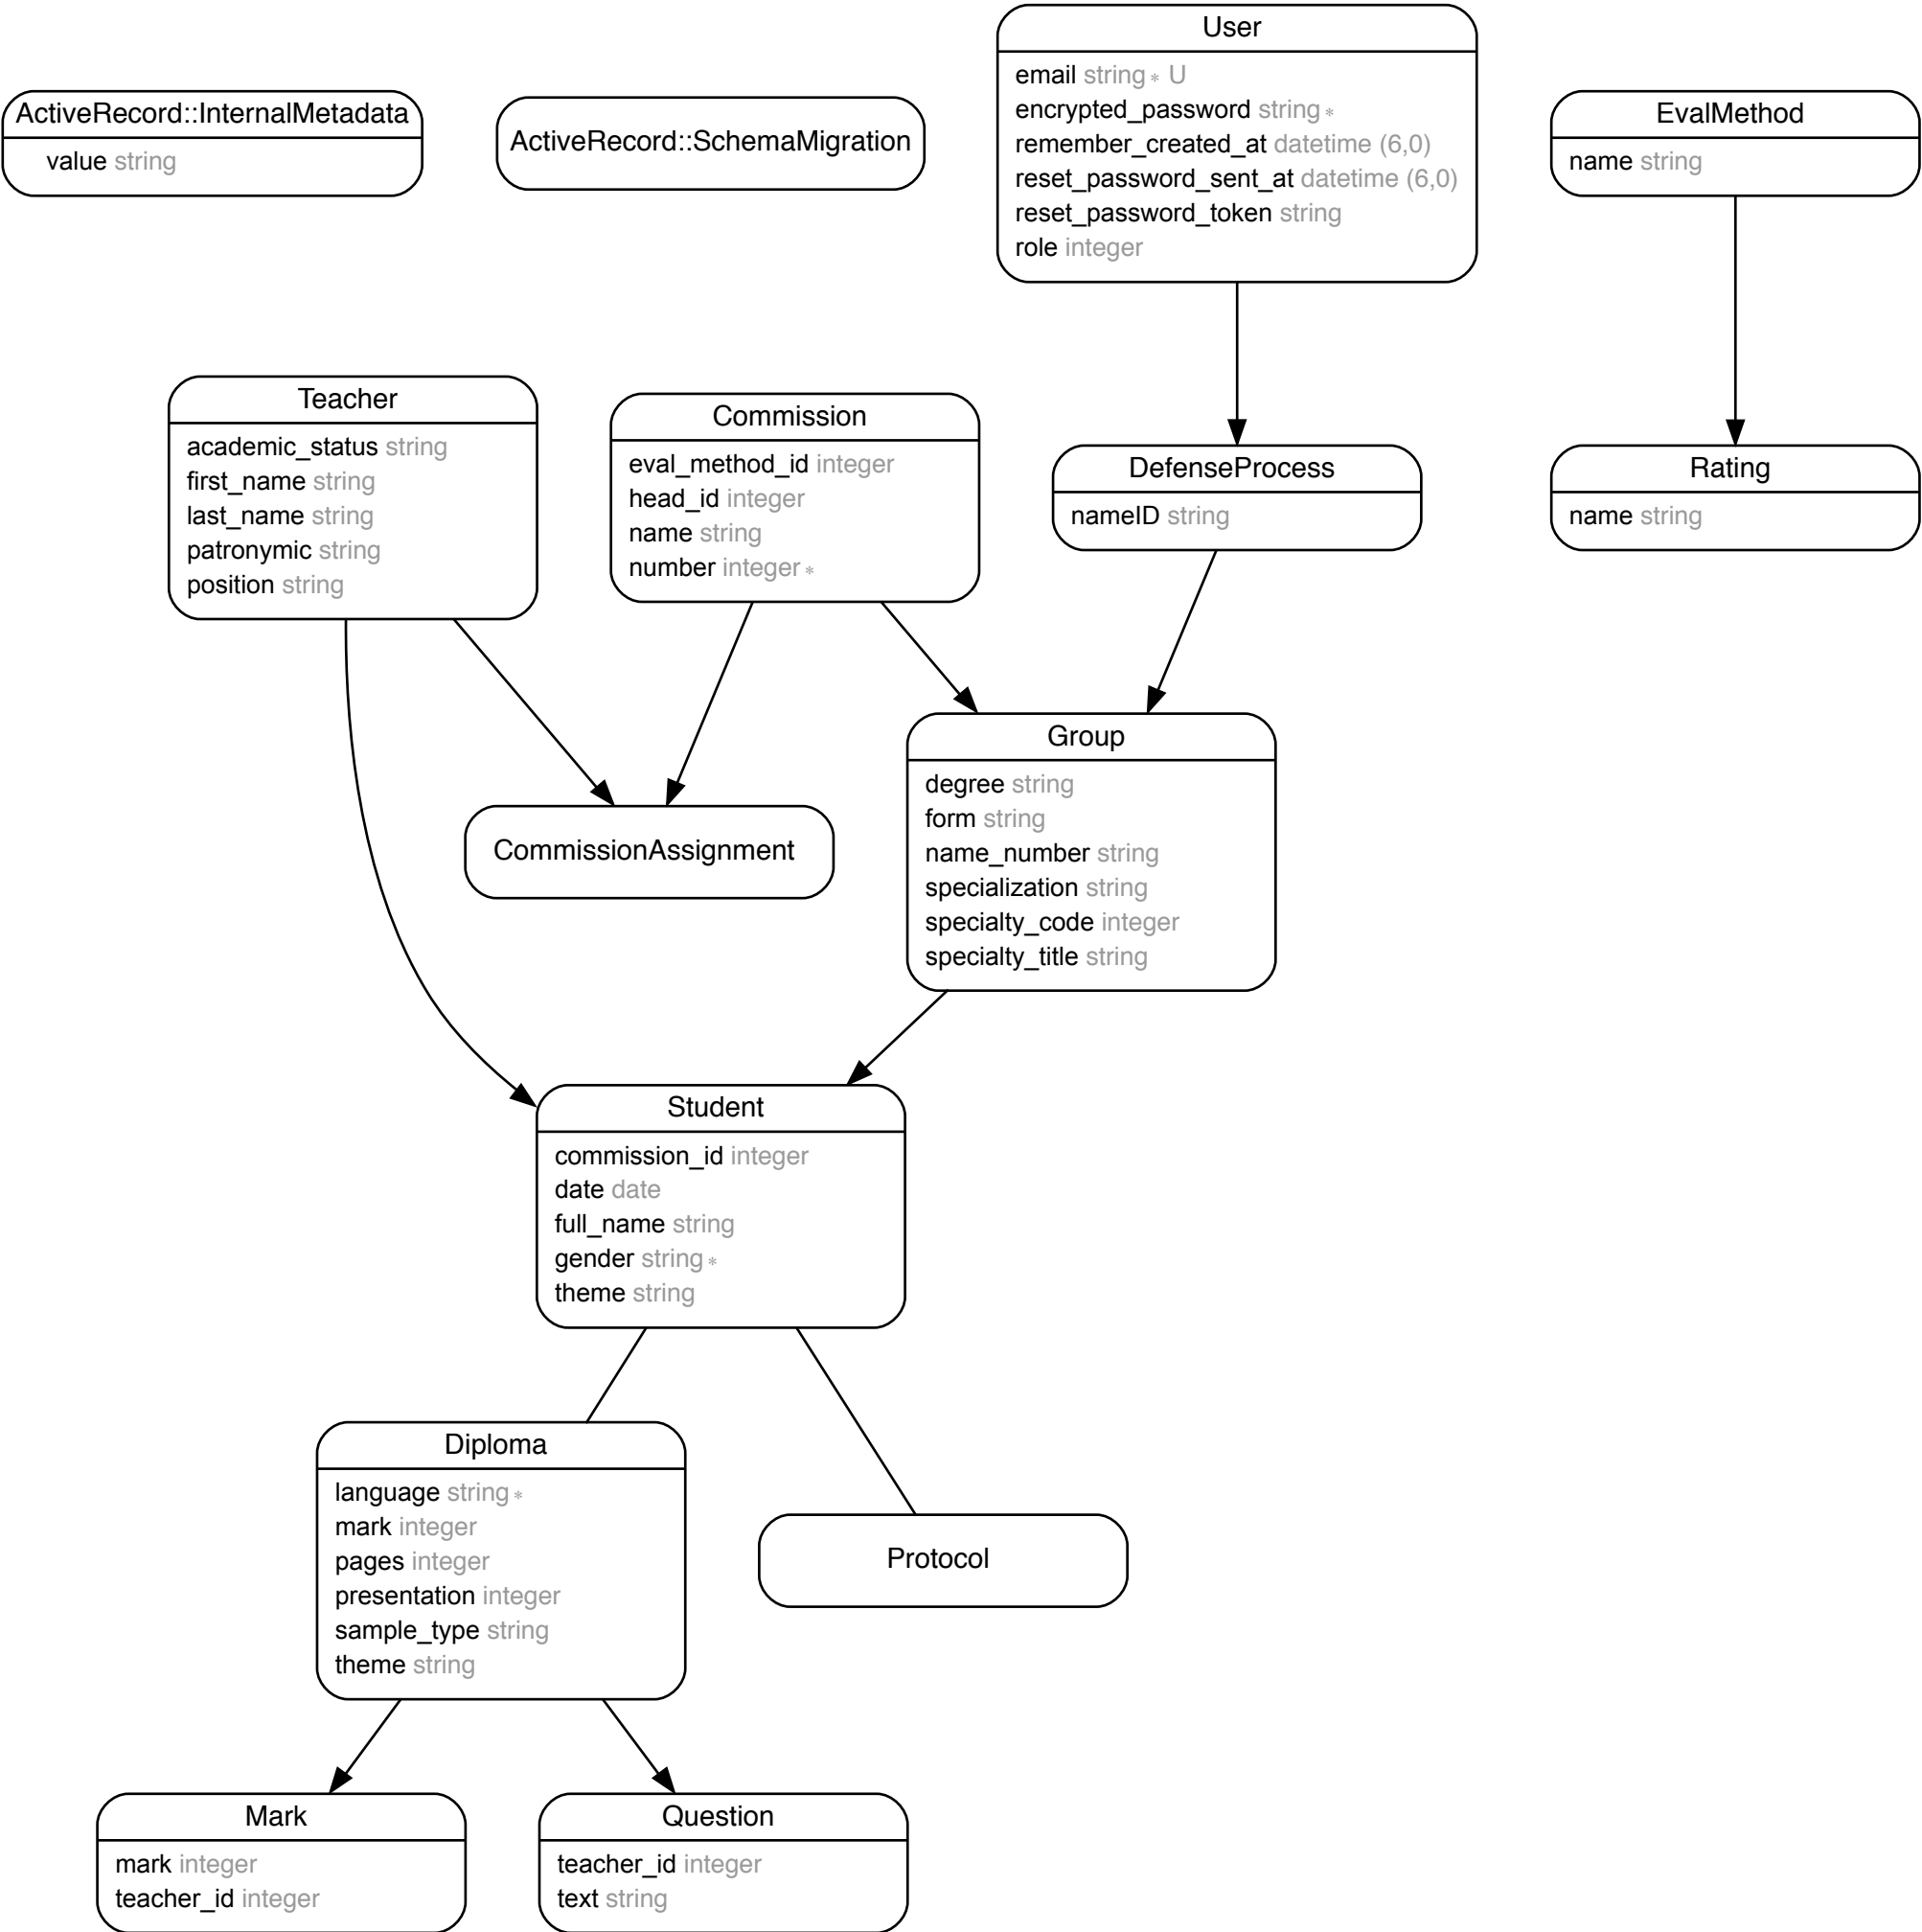 User
email string * U
encrypted_password string *
remember_created_at datetime (6,0)
reset_password_sent_at datetime (6,0)
reset_password_token string
role integer
ActiveRecord::InternalMetadata
value string
ActiveRecord::SchemaMigration
EvalMethod
name string
Teacher
academic_status string
first_name string
last_name string
patronymic string
position string
Commission
eval_method_id integer
head_id integer
name string
number integer *
DefenseProcess
nameID string
Rating
name string
Group
degree string
form string
name_number string
specialization string
specialty_code integer
specialty_title string
CommissionAssignment
Student
commission_id integer
date date
full_name string
gender string *
theme string
Diploma
language string *
mark integer
pages integer
presentation integer
sample_type string
theme string
Protocol
Mark
mark integer
teacher_id integer
Question
teacher_id integer
text string